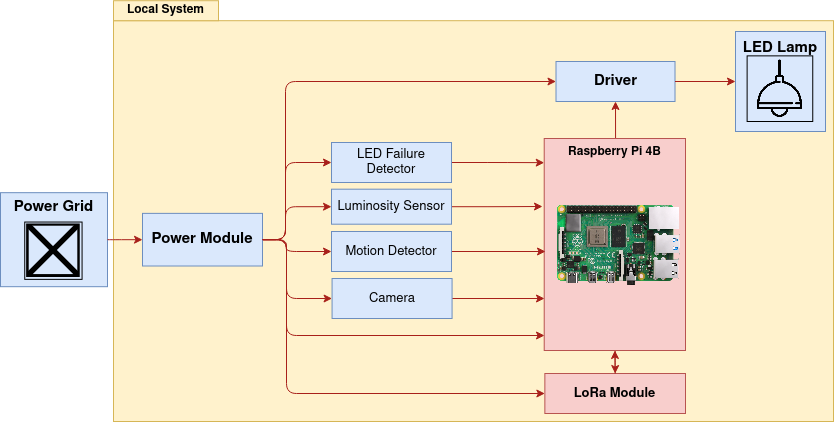 Local System
LED Lamp
Driver
LED Failure
Detector
Raspberry Pi 4B
Luminosity Sensor
Power Grid
Power Module
Motion Detector
Camera
LoRa Module